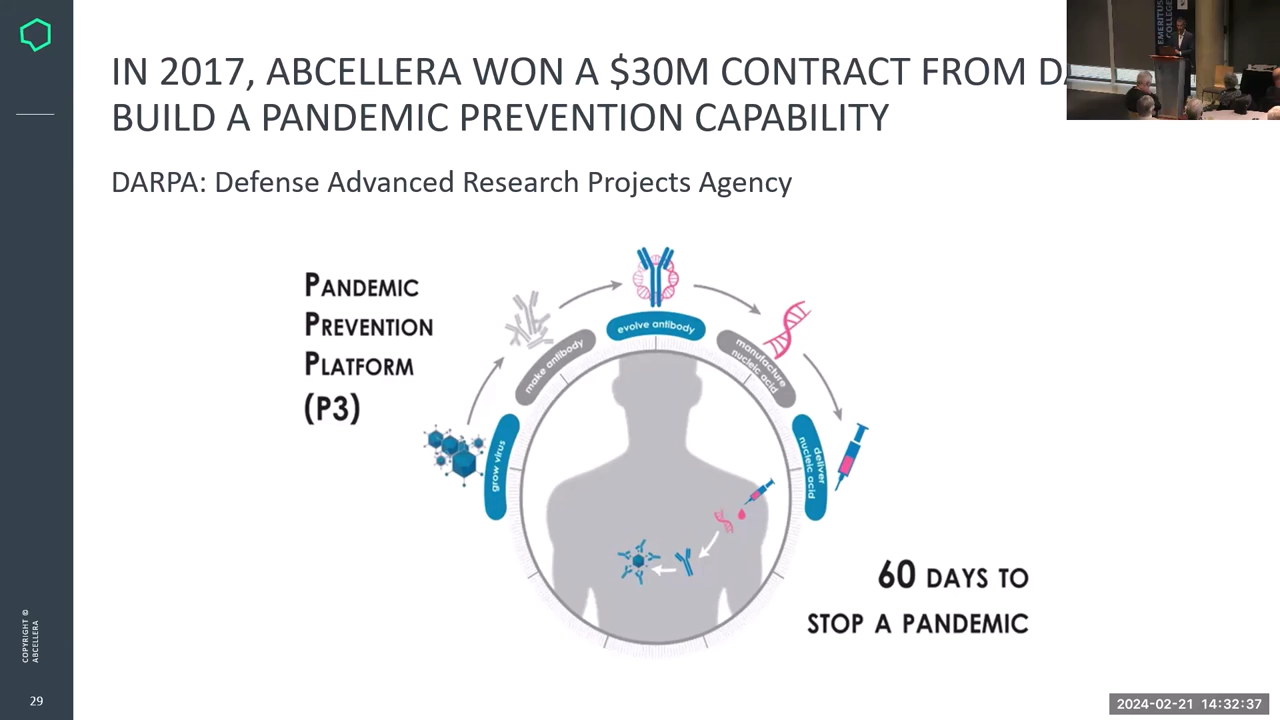 IN 2017, ABCELLERA WON A $30M CONTRACT FROM
BUILD A PANDEMIC PREVENTION CAPABILITY
DARPA: Defense Advanced Research Projects Agency
PANDEMIC
PREVENTION
PLATFORM
(P3)
grow virus
make antibody
evolve antibody
manufacture
nucleic acid
deliver
nucleic acid
60 DAYS TO
STOP A PANDEMIC
COPYRIGHT ©
ABCELLERA
29
EMERITUS
COLLEGE
2024-02-21 14:32:37